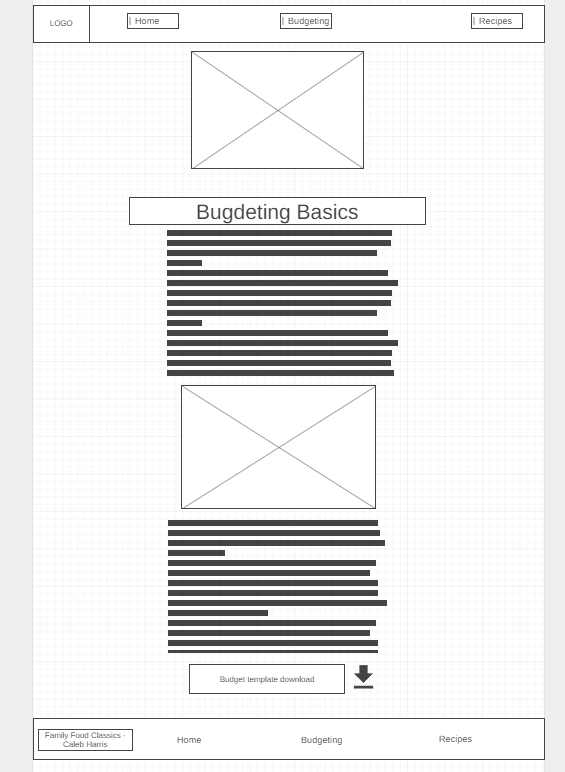 LOGO
Home
Budgeting
Recipes
Bugdeting Basics
Budget template download
Family Food Classics -
Caleb Harris
Home
Budgeting
Recipes